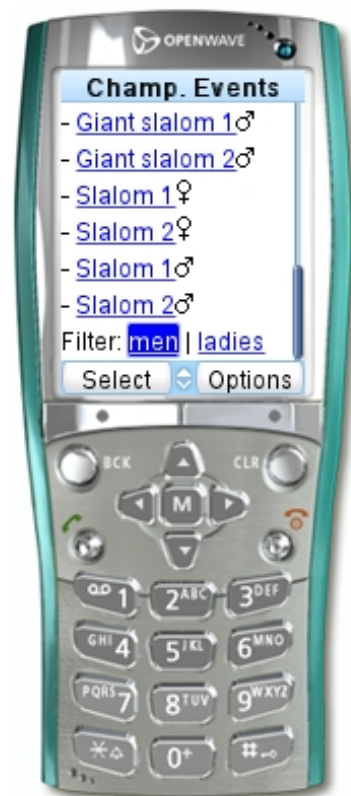 OPENWAVE
Champ. Events
- Giant slalom 1♂
- Giant slalom 2♂
- Slalom 1♀
- Slalom 2♀
- Slalom 1♂
- Slalom 2♂
Filter: men | ladies
Select Options
BCK CLR
M
1 2ABC 3DEF
GHI4 5JKL 6MNO
PQRS7 8TUV 9WXYZ
* 0+ #